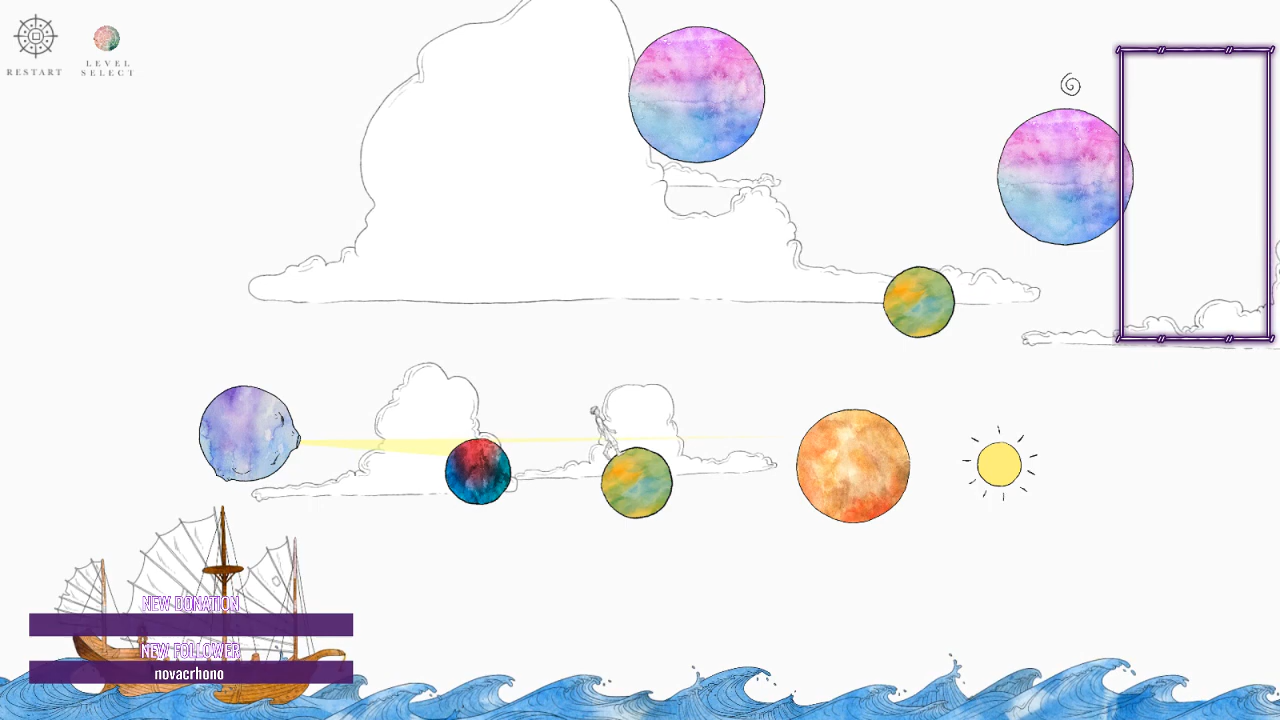 RESTART
LEVEL
SELECT
NEW DONATION
NEW FOLLOWER
novacrhono